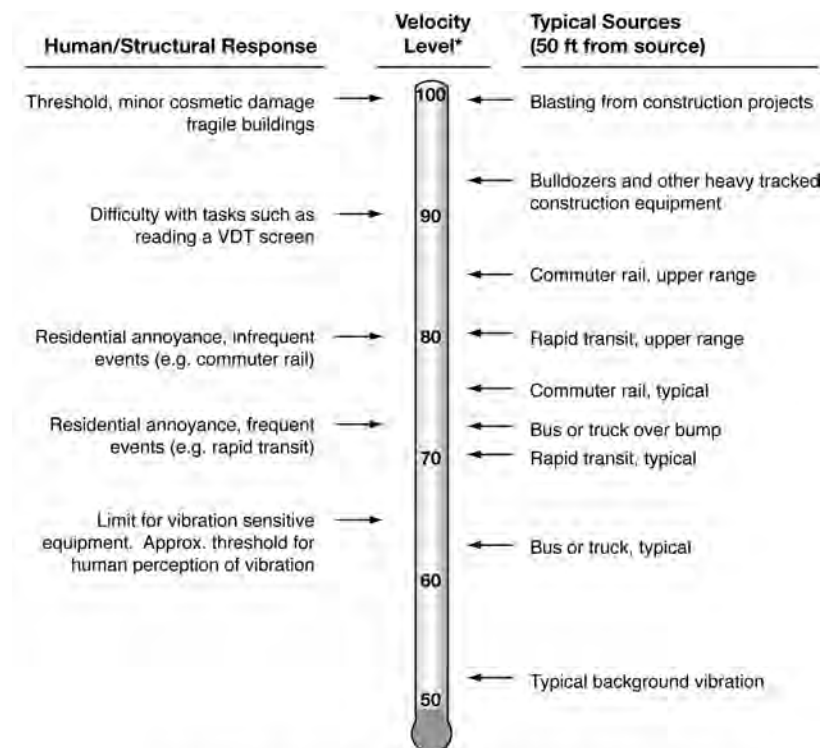 Human/Structural Response
Velocity
Level*
Typical Sources
(50 ft from source)
Threshold, minor cosmetic damage
fragile buildings
100
Blasting from construction projects
Bulldozers and other heavy tracked
construction equipment
Difficulty with tasks such as
reading a VDT screen
90
Commuter rail, upper range
Residential annoyance, infrequent
events (e.g. commuter rail)
80
Rapid transit, upper range
Commuter rail, typical
Residential annoyance, frequent
events (e.g. rapid transit)
Bus or truck over bump
70
Rapid transit, typical
Limit for vibration sensitive
equipment. Approx. threshold for
human perception of vibration
Bus or truck, typical
60
Typical background vibration
50